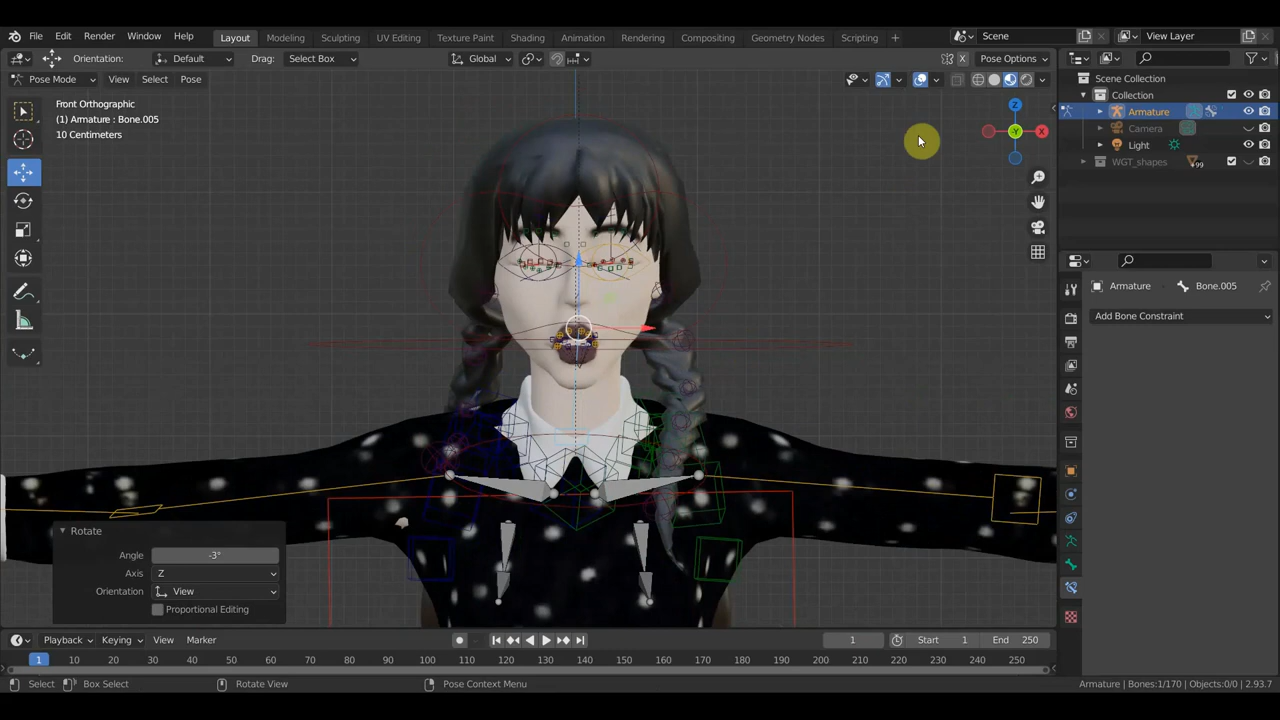 File Edit Render Window Help Layout Modeling Sculpting UV Editing Texture Paint Shading Animation Rendering Compositing Geometry Nodes Scripting + Scene View Layer
Orientation: Default Drag: Select Box Global X Pose Options
Pose Mode View Select Pose
Front Orthographic
(1) Armature : Bone.005
10 Centimeters
Z
X
-Y
Scene Collection
Collection
Armature
Camera
Light
WGT_shapes +99
Armature Bone.005
Add Bone Constraint
Rotate
Angle -3°
Axis Z
Orientation View
Proportional Editing
Playback Keying View Marker 1 Start 1 End 250
1 10 20 30 40 50 60 70 80 90 100 110 120 130 140 150 160 170 180 190 200 210 220 230 240 250
Select Box Select Rotate View Pose Context Menu Armature | Bones:1/170 | Objects:0/0 | 2.93.7